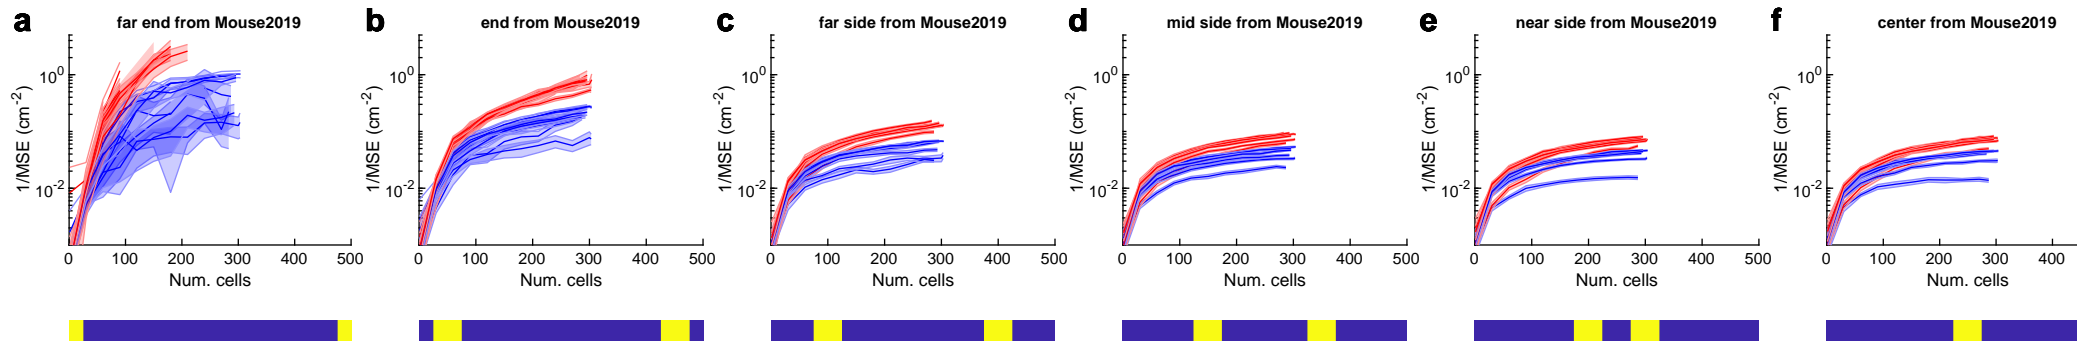 a far end from Mouse2019
10^0
10^-2
1/MSE (cm^-2)
0 100 200 300 400 500
Num. cells
b end from Mouse2019
10^0
10^-2
1/MSE (cm^-2)
0 100 200 300 400 500
Num. cells
c far side from Mouse2019
10^0
10^-2
1/MSE (cm^-2)
0 100 200 300 400 500
Num. cells
d mid side from Mouse2019
10^0
10^-2
1/MSE (cm^-2)
0 100 200 300 400 500
Num. cells
e near side from Mouse2019
10^0
10^-2
1/MSE (cm^-2)
0 100 200 300 400 500
Num. cells
f center from Mouse2019
10^0
10^-2
1/MSE (cm^-2)
0 100 200 300 400
Num. cells